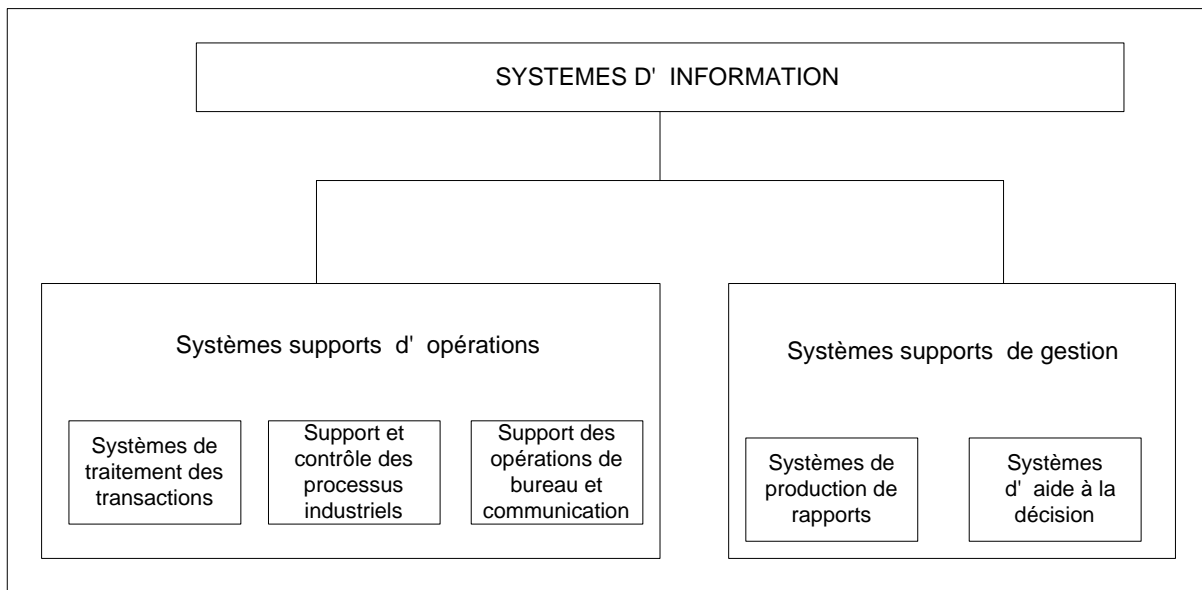 SYSTEMES D' INFORMATION
Systèmes supports d' opérations
Systèmes de
traitement des
transactions
Support et
contrôle des
processus
industriels
Support des
opérations de
bureau et
communication
Systèmes supports de gestion
Systèmes de
production de
rapports
Systèmes
d' aide à la
décision